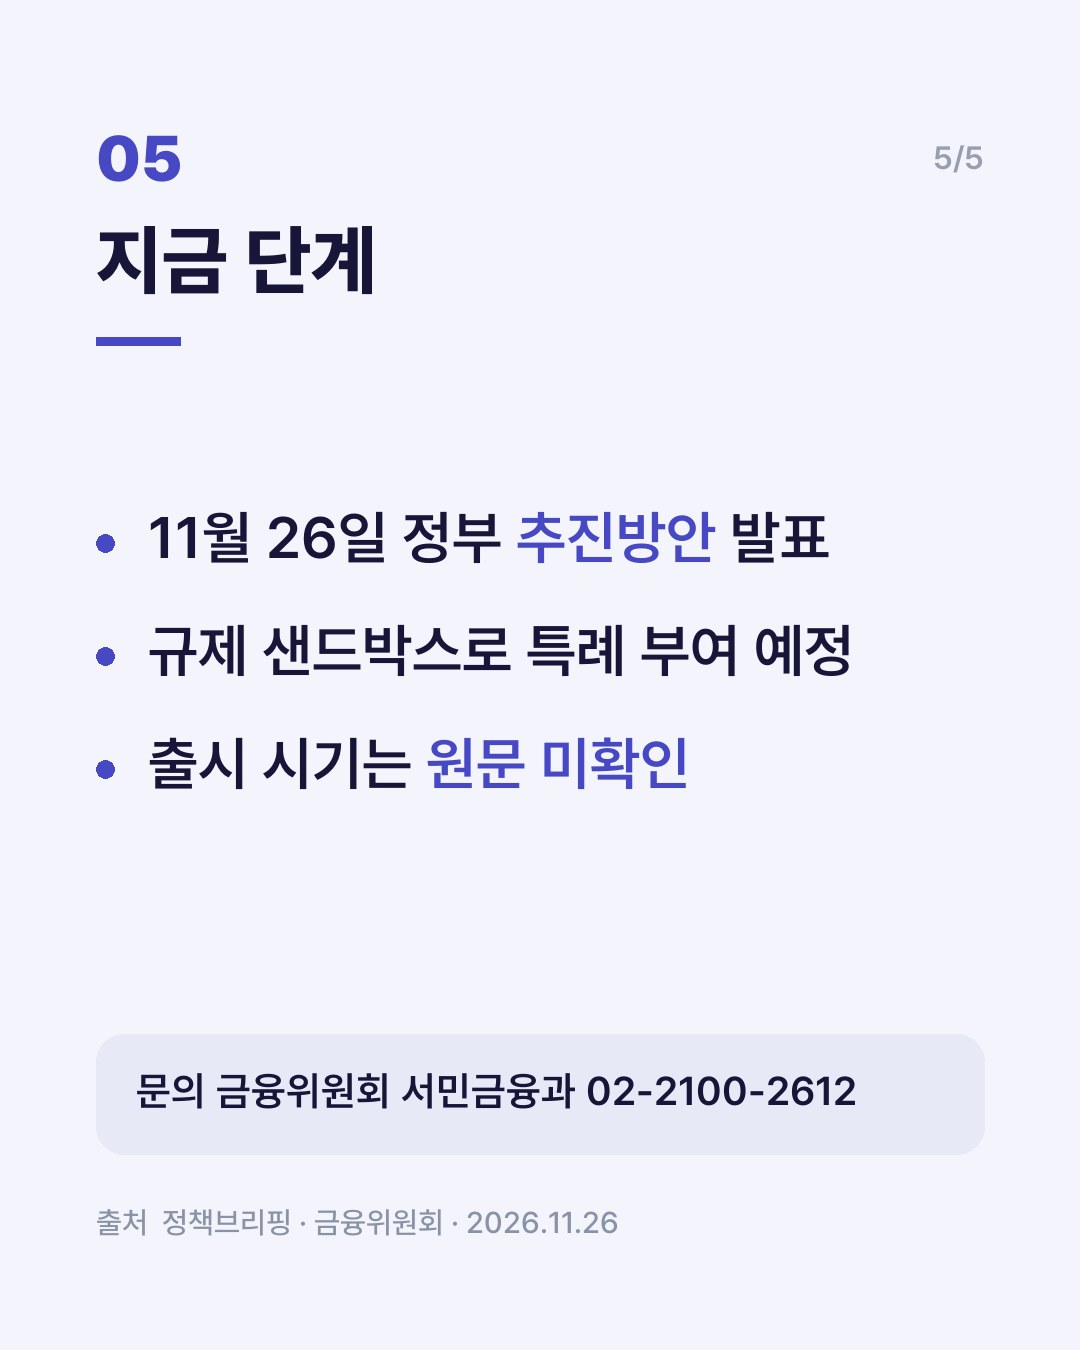 05
5/5
지금 단계
11월 26일 정부 추진방안 발표
규제 샌드박스로 특례 부여 예정
출시 시기는 원문 미확인
문의 금융위원회 서민금융과 02-2100-2612
출처 정책브리핑 · 금융위원회 · 2026.11.26